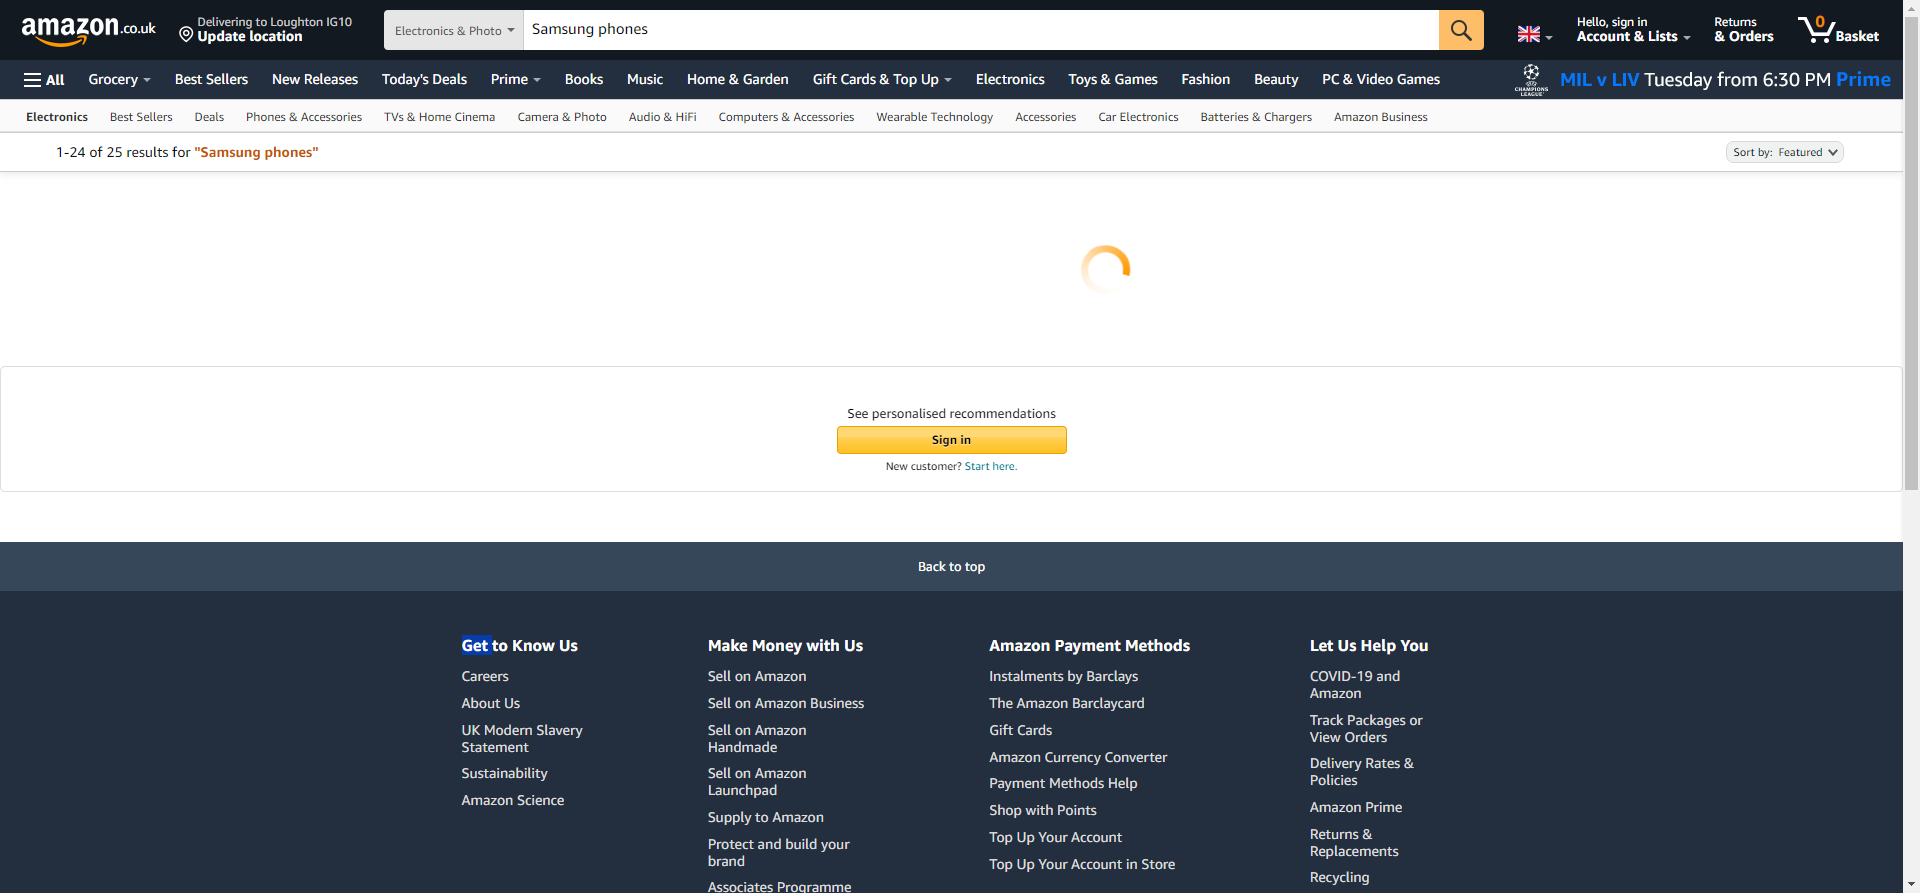 amazon.co.uk
Delivering to Loughton IG10
Update location
Electronics & Photo
Samsung phones
Hello, sign in
Account & Lists
Returns
& Orders
0
Basket
All
Grocery
Best Sellers
New Releases
Today's Deals
Prime
Books
Music
Home & Garden
Gift Cards & Top Up
Electronics
Toys & Games
Fashion
Beauty
PC & Video Games
CHAMPIONS
LEAGUE
MIL v LIV Tuesday from 6:30 PM Prime
Electronics
Best Sellers
Deals
Phones & Accessories
TVs & Home Cinema
Camera & Photo
Audio & HiFi
Computers & Accessories
Wearable Technology
Accessories
Car Electronics
Batteries & Chargers
Amazon Business
1-24 of 25 results for "Samsung phones"
Sort by: Featured
See personalised recommendations
Sign in
New customer? Start here.
Back to top
Get to Know Us
Careers
About Us
UK Modern Slavery
Statement
Sustainability
Amazon Science
Make Money with Us
Sell on Amazon
Sell on Amazon Business
Sell on Amazon
Handmade
Sell on Amazon
Launchpad
Supply to Amazon
Protect and build your
brand
Associates Programme
Amazon Payment Methods
Instalments by Barclays
The Amazon Barclaycard
Gift Cards
Amazon Currency Converter
Payment Methods Help
Shop with Points
Top Up Your Account
Top Up Your Account in Store
Let Us Help You
COVID-19 and
Amazon
Track Packages or
View Orders
Delivery Rates &
Policies
Amazon Prime
Returns &
Replacements
Recycling